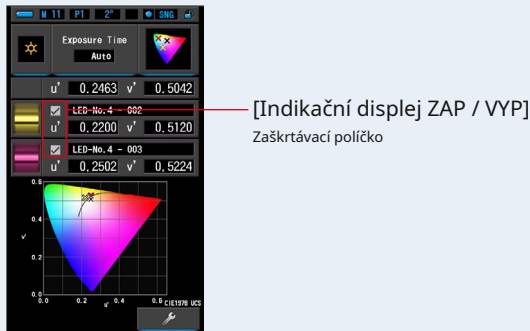 M 11 P1 2° SNG
Exposure Time
Auto
u' 0.2463 v' 0.5042
LED-No.4 - 002
u' 0.2200 v' 0.5120
LED-No.4 - 003
u' 0.2502 v' 0.5224
[Indikační displej ZAP / VYP]
Zaškrtávací políčko
0.6
0.4
v'
0.2
0.0
0.0 0.2 u' 0.4 0.6 CIE1976 UCS